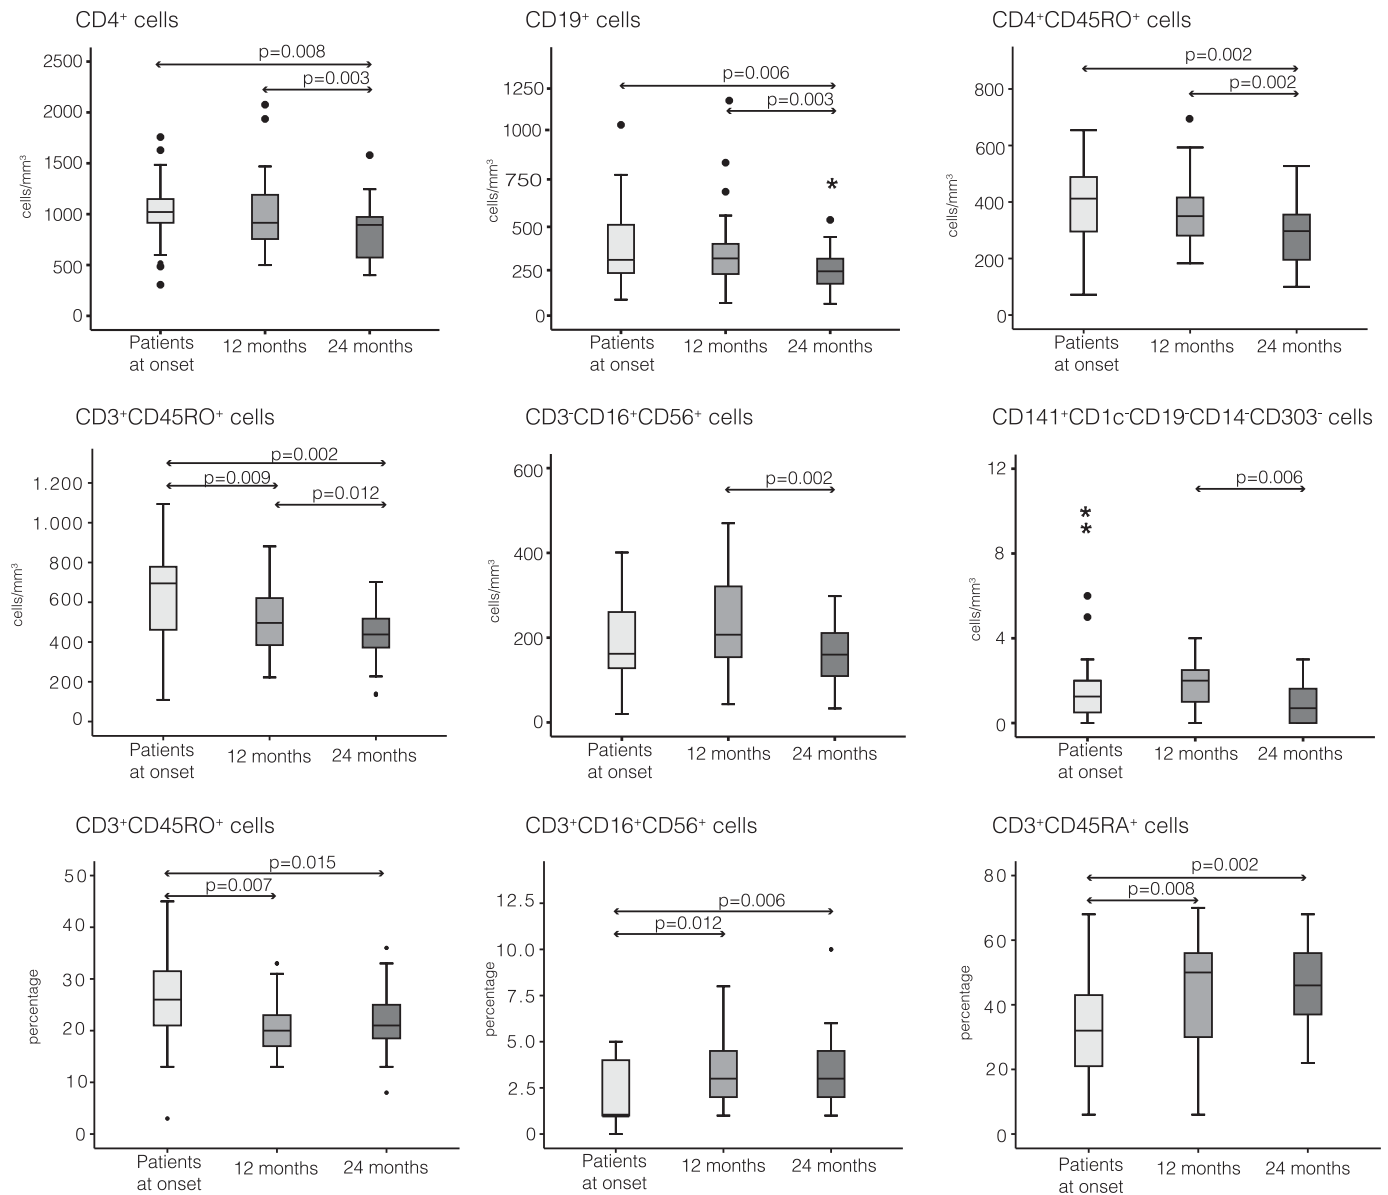 CD4⁺ cells
2500
2000
1500
1000
500
0
cells/mm³
p=0.008
p=0.003
Patients
at onset
12 months
24 months
CD19⁺ cells
1250
1000
750
500
250
0
cells/mm³
p=0.006
p=0.003
*
Patients
at onset
12 months
24 months
CD4⁺CD45RO⁺ cells
800
600
400
200
0
cells/mm³
p=0.002
p=0.002
Patients
at onset
12 months
24 months
CD3⁺CD45RO⁺ cells
1.200
1.000
800
600
400
200
0
cells/mm³
p=0.002
p=0.009
p=0.012
Patients
at onset
12 months
24 months
CD3⁻CD16⁺CD56⁺ cells
600
400
200
0
cells/mm³
p=0.002
Patients
at onset
12 months
24 months
CD141⁺CD1c⁻CD19⁻CD14⁻CD303⁻ cells
12
8
4
0
cells/mm³
p=0.006
*
*
Patients
at onset
12 months
24 months
CD3⁺CD45RO⁺ cells
50
40
30
20
10
0
percentage
p=0.015
p=0.007
Patients
at onset
12 months
24 months
CD3⁺CD16⁺CD56⁺ cells
12.5
10.0
7.5
5.0
2.5
0
percentage
p=0.006
p=0.012
Patients
at onset
12 months
24 months
CD3⁺CD45RA⁺ cells
80
60
40
20
0
percentage
p=0.002
p=0.008
Patients
at onset
12 months
24 months